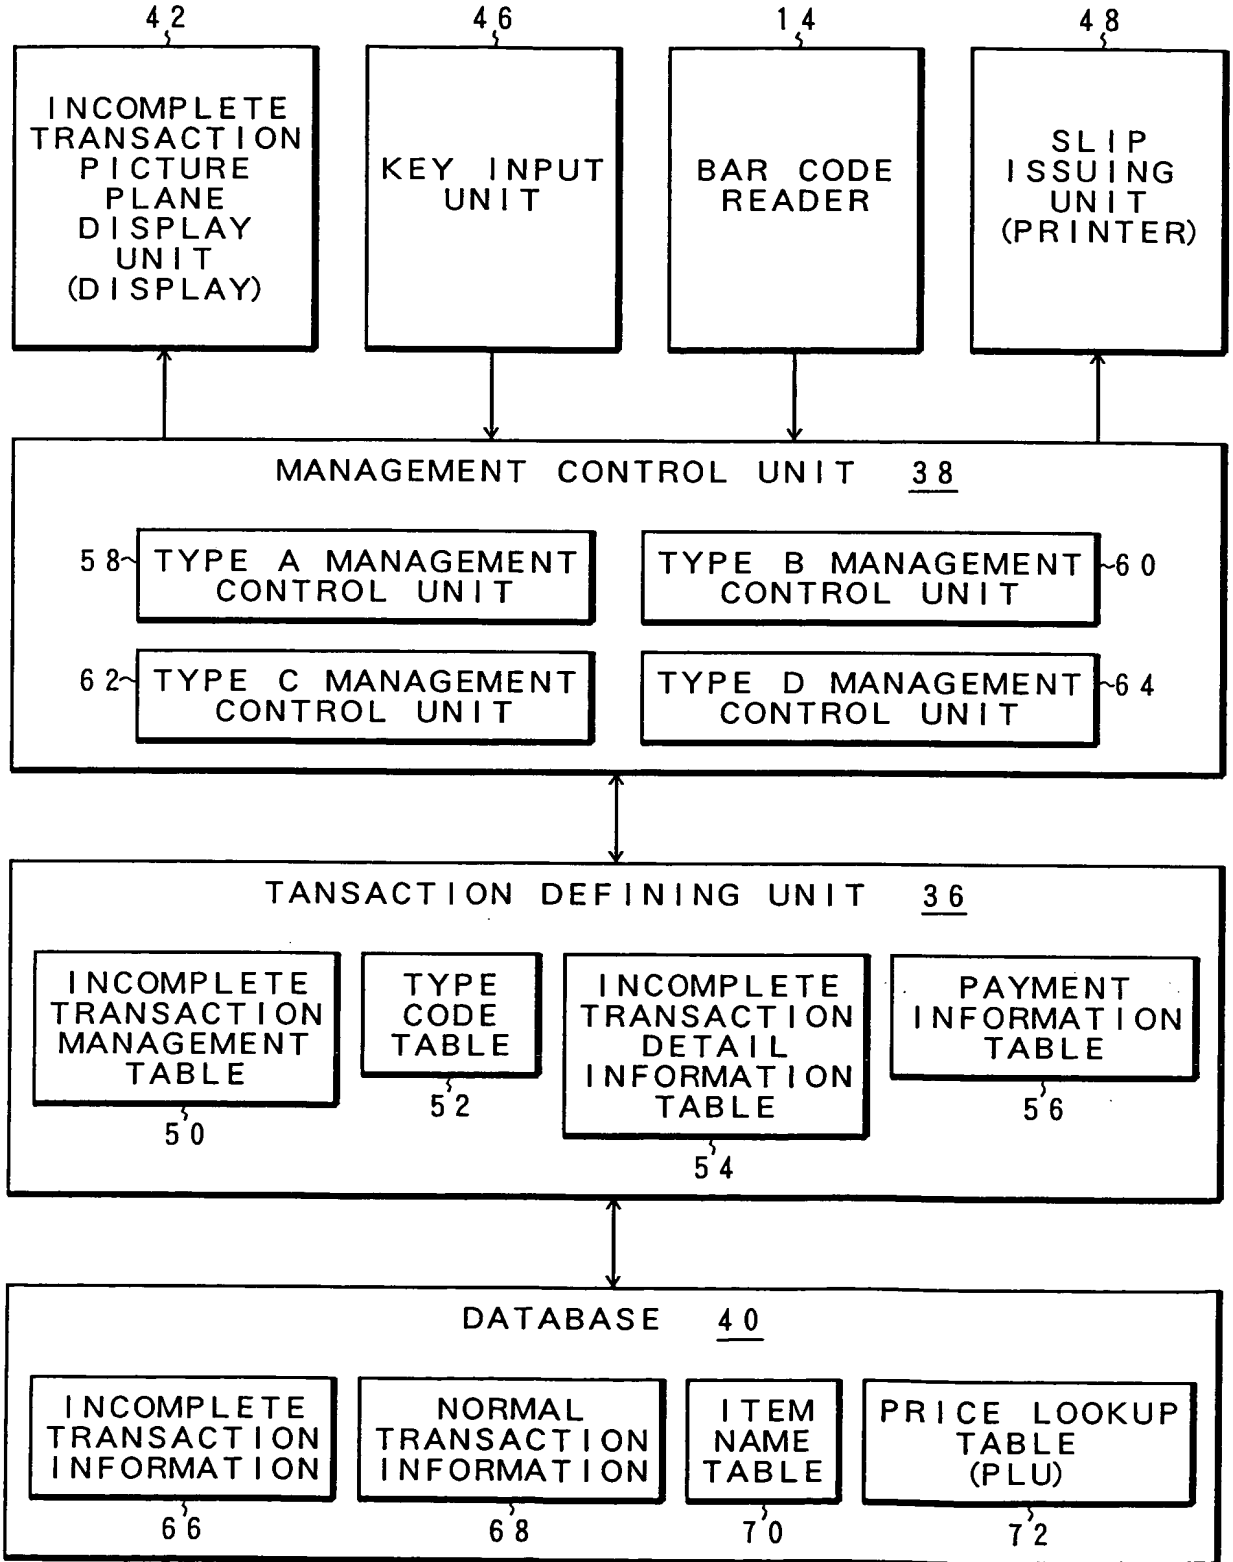 42
46
14
48
INCOMPLETE
TRANSACTION
PICTURE
PLANE
DISPLAY
UNIT
(DISPLAY)
KEY INPUT
UNIT
BAR CODE
READER
SLIP
ISSUING
UNIT
(PRINTER)
MANAGEMENT CONTROL UNIT 38
58
TYPE A MANAGEMENT
CONTROL UNIT
TYPE B MANAGEMENT
CONTROL UNIT
60
62
TYPE C MANAGEMENT
CONTROL UNIT
TYPE D MANAGEMENT
CONTROL UNIT
64
TANSACTION DEFINING UNIT 36
INCOMPLETE
TRANSACTION
MANAGEMENT
TABLE
50
TYPE
CODE
TABLE
52
INCOMPLETE
TRANSACTION
DETAIL
INFORMATION
TABLE
54
PAYMENT
INFORMATION
TABLE
56
DATABASE 40
INCOMPLETE
TRANSACTION
INFORMATION
66
NORMAL
TRANSACTION
INFORMATION
68
ITEM
NAME
TABLE
70
PRICE LOOKUP
TABLE
(PLU)
72